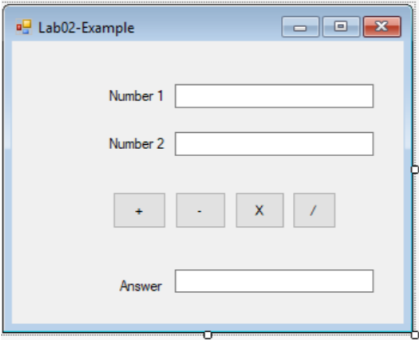 Lab02-Example
Number 1
Number 2
+ - X /
Answer